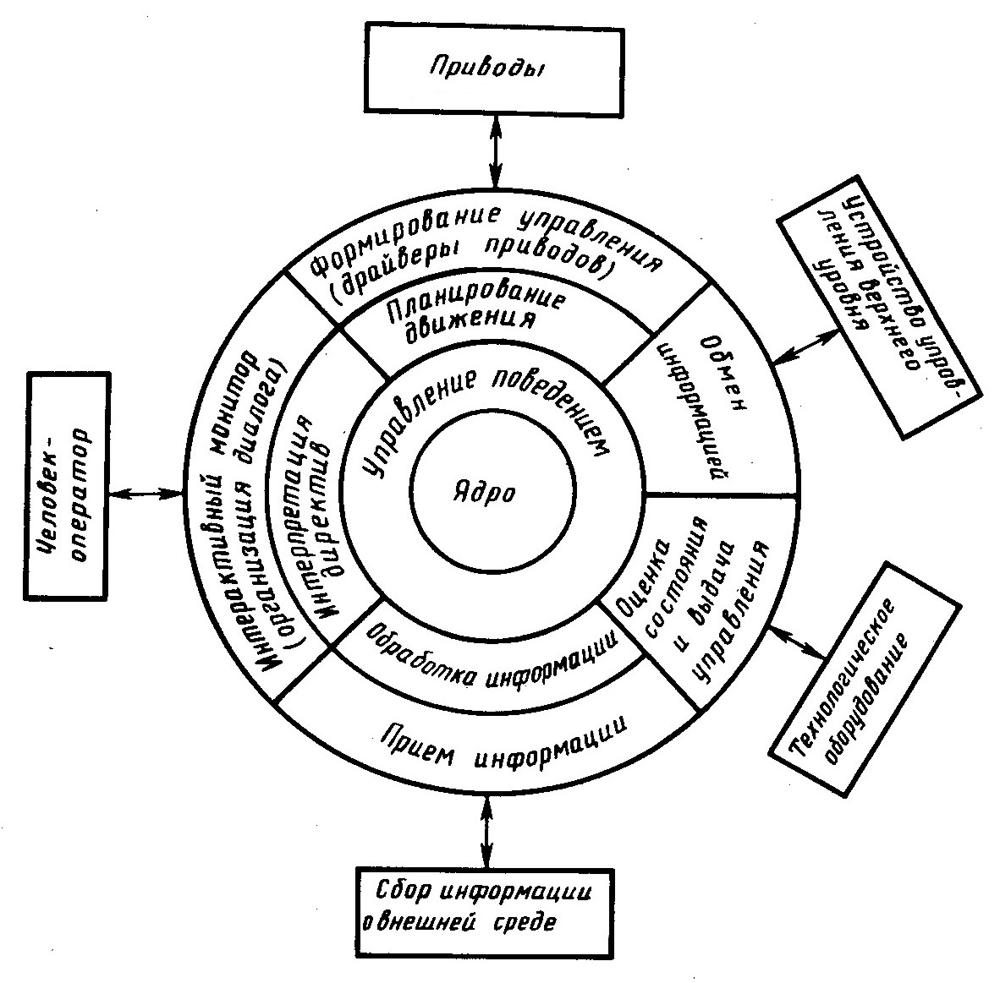 Приводы
Формирование управления
(драйверы приводов)
Планирование
движения
Устройство управ-
ления верхнего
уровня
Обмен
информацией
Управление поведением
Ядро
Человек-
оператор
Интерактивный монитор
(организация диалога)
Интерпретация
директив
Оценка
состояния
и выдача
управления
Технологическое
оборудование
Обработка информации
Прием информации
Сбор информации
о внешней среде